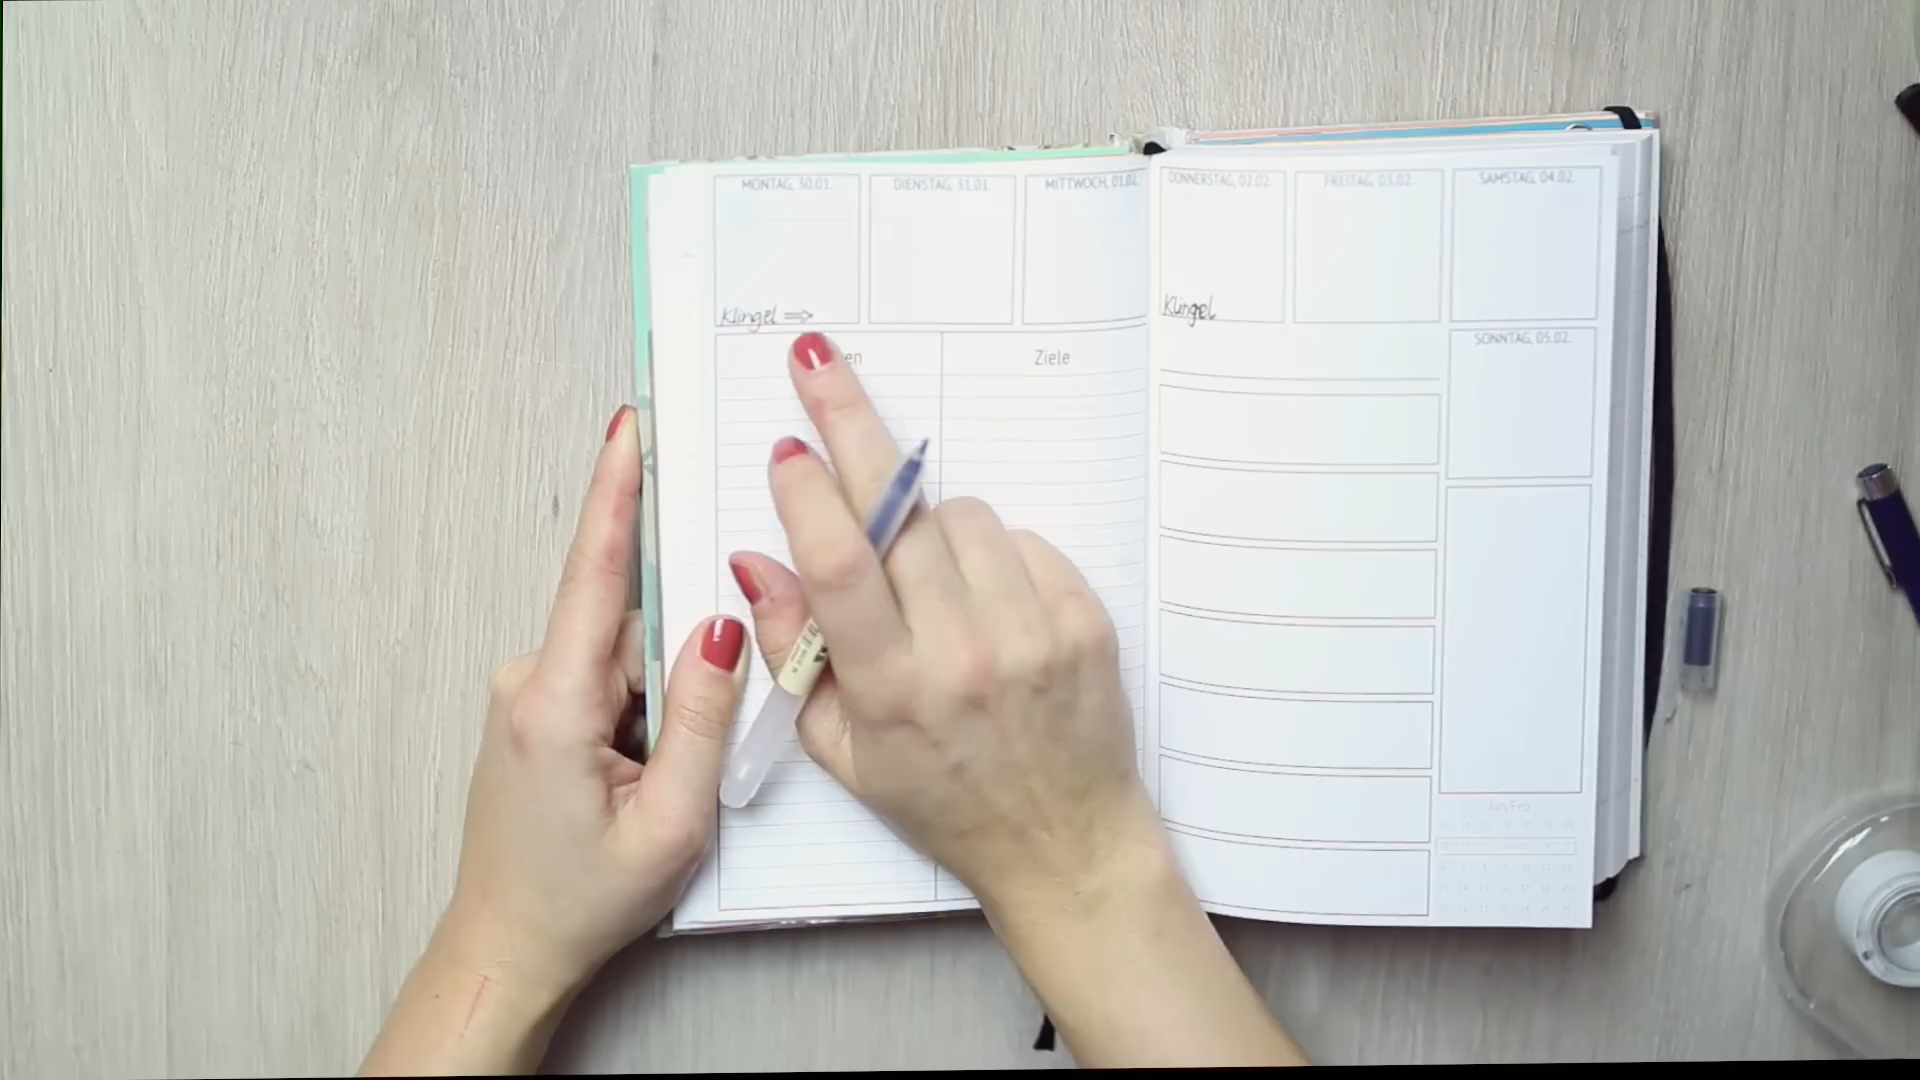 MONTAG, 30.01.
DIENSTAG, 31.01.
MITTWOCH, 01.02.
DONNERSTAG, 02.02.
FREITAG, 03.02.
SAMSTAG, 04.02.
Klingel ⇒
Klingel
SONNTAG, 05.02.
en
Ziele
Jan/Feb